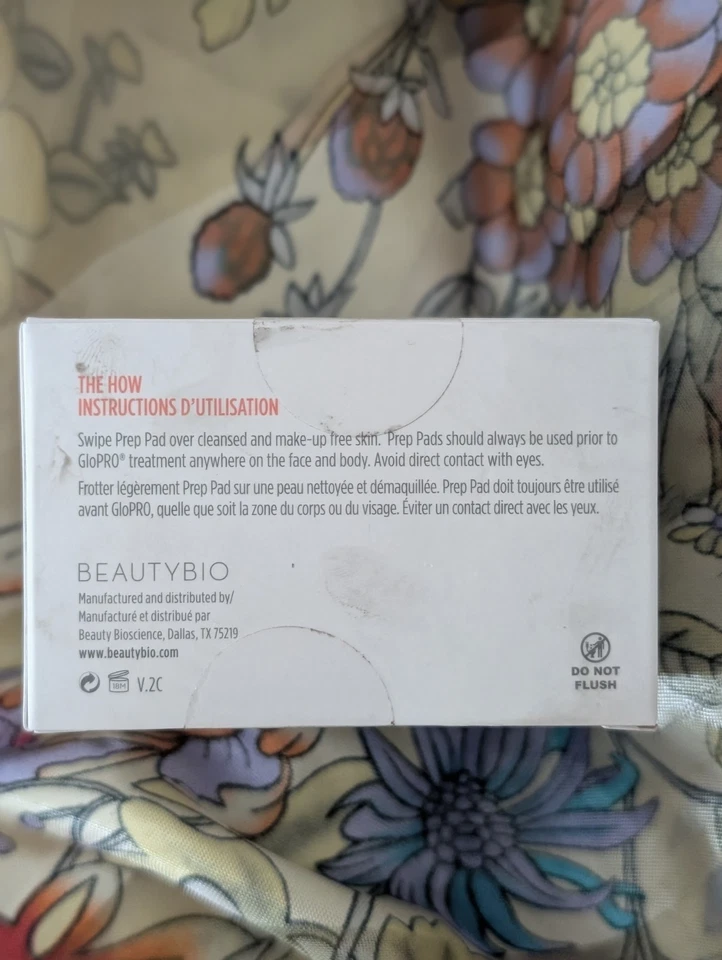 THE HOW
INSTRUCTIONS D'UTILISATION
Swipe Prep Pad over cleansed and make-up free skin. Prep Pads should always be used prior to
GloPRO® treatment anywhere on the face and body. Avoid direct contact with eyes.
Frotter légèrement Prep Pad sur une peau nettoyée et démaquillée. Prep Pad doit toujours être utilisé
avant GloPRO, quelle que soit la zone du corps ou du visage. Éviter un contact direct avec les yeux.
BEAUTYBIO
Manufactured and distributed by/
Manufacturé et distribué par
Beauty Bioscience, Dallas, TX 75219
www.beautybio.com
18M V.2C
DO NOT
FLUSH